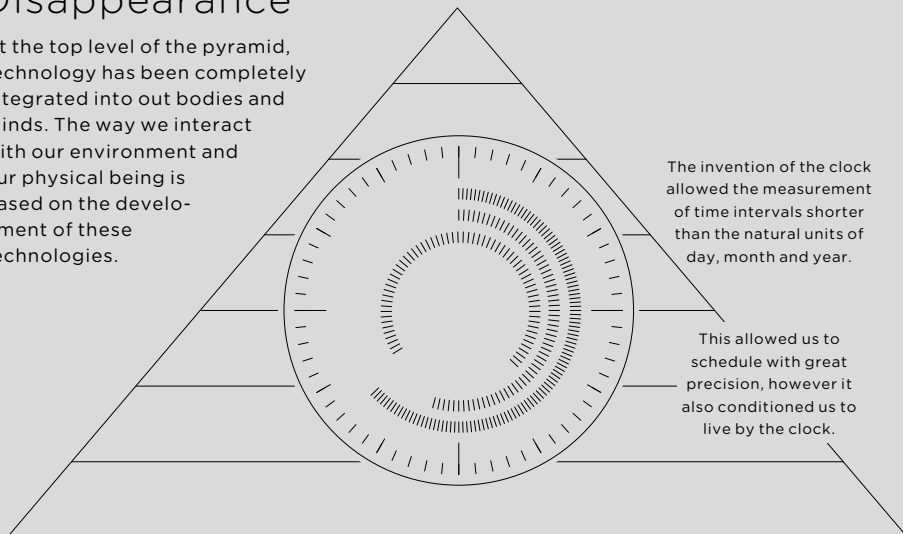 Disappearance
t the top level of the pyramid,
echnology has been completely
tegrated into out bodies and
inds. The way we interact
ith our environment and
ur physical being is
ased on the develo-
ment of these
echnologies.
The invention of the clock
allowed the measurement
of time intervals shorter
than the natural units of
day, month and year.
This allowed us to
schedule with great
precision, however it
also conditioned us to
live by the clock.